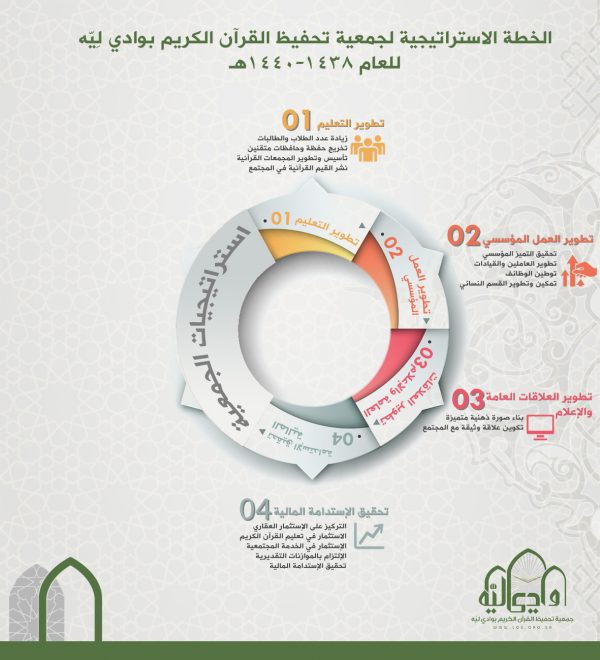 الخطة الاستراتيجية لجمعية تحفيظ القرآن الكريم بوادي لِيّه
للعام ١٤٣٨-١٤٤٠هـ
01 تطوير التعليم
زيادة عدد الطلاب والطالبات
تخريج حفظة وحافظات متقنين
تأسيس وتطوير المجمعات القرآنية
نشر القيم القرآنية في المجتمع
02 تطوير العمل المؤسسي
تحقيق التميز المؤسسي
تطوير العاملين والقيادات
توطين الوظائف
تمكين وتطوير القسم النسائي
03 تطوير العلاقات العامة
والإعلام
بناء صورة ذهنية متميزة
تكوين علاقة وثيقة مع المجتمع
04 تحقيق الإستدامة المالية
التركيز على الإستثمار العقاري
الاستثمار في تعليم القرآن الكريم
الإستثمار في الخدمة المجتمعية
الإلتزام بالموازنات التقديرية
تحقيق الإستدامة المالية
استراتيجيات الجمعية
01 تطوير التعليم
02
تطوير العمل
المؤسسي
03
تطوير العلاقات
العامة والإعلام
04
تحقيق الإستدامة
المالية
وادي ليّه
جمعية تحفيظ القرآن الكريم بوادي ليه